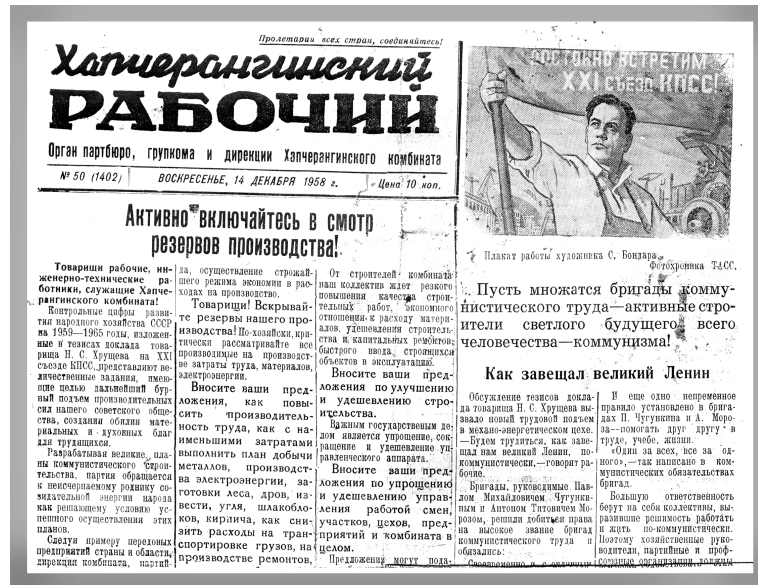 Пролетарии всех стран, соединяйтесь!
Хапчерангинский
РАБОЧИЙ
Орган партбюро, групкома и дирекции Хапчерангинского комбината
№ 50 (1402)
ВОСКРЕСЕНЬЕ, 14 ДЕКАБРЯ 1958 г.
Цена 10 коп.
ДОСТОЙНО ВСТРЕТИМ
XXI СЪЕЗД КПСС!
Плакат работы художника С. Бондара.
Фотохроника ТАСС.
Активно включайтесь в смотр
резервов производства!
Товарищи рабочие, ин-
женерно-технические ра-
ботники, служащие Хапче-
рангинского комбината!
Контрольные цифры разви-
тия народного хозяйства СССР
на 1959—1965 годы, изложен-
ные в тезисах доклада това-
рища Н. С. Хрущева на XXI
съезде КПСС, представляют ве-
личественные задания, имею-
щие целью дальнейший бур-
ный подъем производительных
сил нашего советского обще-
ства, создания обилия мате-
риальных и духовных благ
для трудящихся.
Разрабатывая великие пла-
ны коммунистического строи-
тельства, партия обращается
к неисчерпаемому роднику со-
зидательной энергии народа
как решающему условию ус-
пешного осуществления этих
планов.
Следуя примеру передовых
предприятий страны и области,
дирекция комбината, партий-
да, осуществление строжай-
шего режима экономии в рас-
ходах на производство.
Товарищи! Вскрывай-
те резервы нашего про-
изводства! По-хозяйски, кри-
тически рассматривайте все
производимые на производст-
ве затраты труда, материалов,
электроэнергии.
Вносите ваши пред-
ложения, как повы-
сить производитель-
ность труда, как с на-
именьшими затратами
выполнить план добычи
металлов, производст-
ва электроэнергии, за-
готовки леса, дров, из-
вести, угля, шлакобло-
ков, кирпича, как сни-
зить расходы на тран-
спортировке грузов, на
производстве ремонтов,
От строителей комбината
наш коллектив ждет резкого
повышения качества строи-
тельных работ, экономного
отношения к расходу матери-
алов, удешевления строительс-
тва и капитальных ремонтов,
быстрого ввода строящихся
объектов в эксплуатацию.
Вносите ваши пред-
ложения по улучшению
и удешевлению стро-
ительства.
Важным государственным де-
лом является упрощение, сок-
ращение и удешевление уп-
равленческого аппарата.
Вносите ваши пред-
ложения по упрощению
и удешевлению управ-
ления работой смен,
участков, цехов, пред-
приятий и комбината в
целом.
Предложения могут пода-
Пусть множатся бригады комму-
нистического труда—активные стро-
ители светлого будущего всего
человечества—коммунизма!
Как завещал великий Ленин
Обсуждение тезисов докла-
да товарища Н. С. Хрущева вы-
звало новый трудовой подъем
в механо-энергетическом цехе.
—Будем трудиться, как заве-
щал нам великий Ленин, по-
коммунистически,—говорят ра-
бочие.
Бригады, руководимые Пав-
лом Михайловичем Чугунки-
ным и Антоном Титовичем Мо-
розом, решили добиться права
на высокое звание бригад
коммунистического труда и
обязались:
Своевременно и с отличным
И еще одно непременное
правило установлено в брига-
дах П. Чугункина и А. Моро-
за—помогать друг другу в
труде, учебе, жизни.
«Один за всех, все за од-
ного»,—так написано в ком-
мунистических обязательствах
бригад.
Большую ответственность
берут на себя коллективы, вы-
разившие решимость работать
и жить по-коммунистически.
Поэтому хозяйственные руко-
водители, партийные и проф-
союзные организации должны